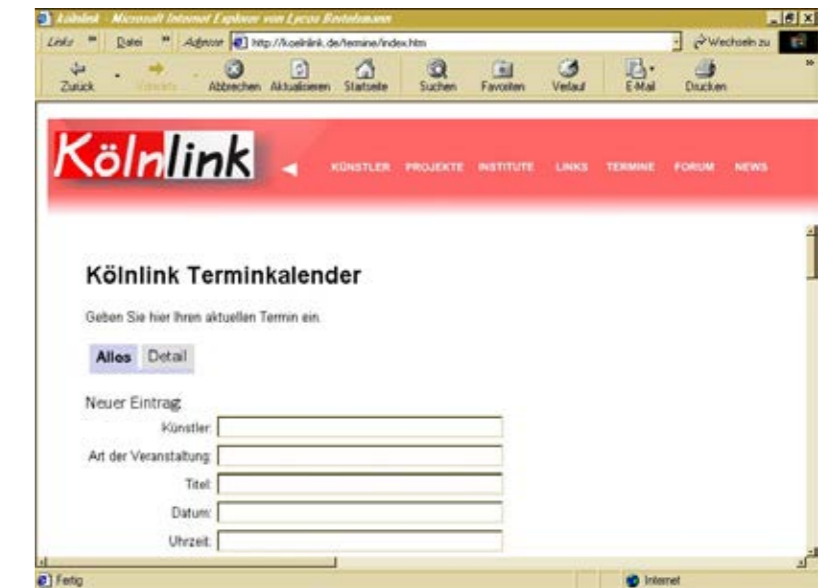 kölnlink - Microsoft Internet Explorer von Lycos Bertelsmann
Links Datei Adresse http://koelnlink.de/termine/index.htm Wechseln zu
Zurück Vorwärts Abbrechen Aktualisieren Startseite Suchen Favoriten Verlauf E-Mail Drucken
Kölnlink KÜNSTLER PROJEKTE INSTITUTE LINKS TERMINE FORUM NEWS
Kölnlink Terminkalender
Geben Sie hier Ihren aktuellen Termin ein.
Alles Detail
Neuer Eintrag:
Künstler:
Art der Veranstaltung:
Titel:
Datum:
Uhrzeit:
Fertig Internet